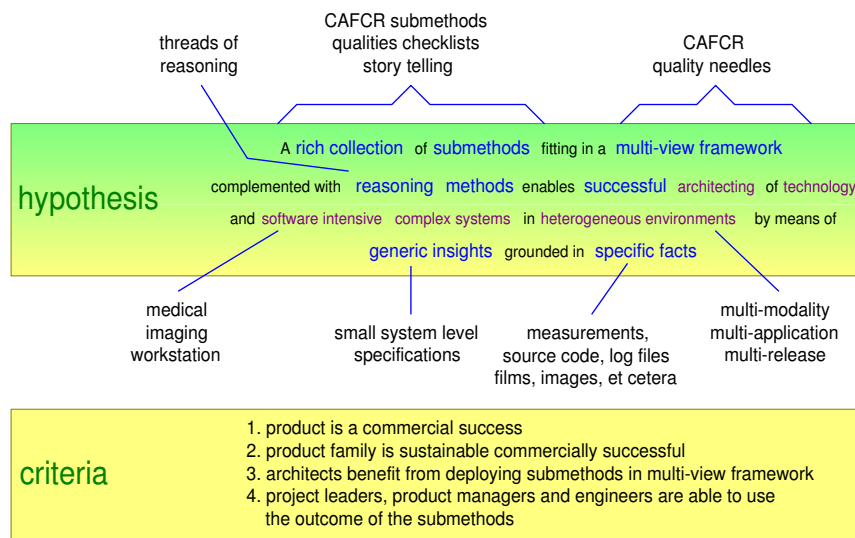 threads of
reasoning
CAFCR submethods
qualities checklists
story telling
CAFCR
quality needles
hypothesis
A rich collection of submethods fitting in a multi-view framework
complemented with reasoning methods enables successful architecting of technology
and software intensive complex systems in heterogeneous environments by means of
generic insights grounded in specific facts
medical
imaging
workstation
small system level
specifications
measurements,
source code, log files
films, images, et cetera
multi-modality
multi-application
multi-release
criteria
1. product is a commercial success
2. product family is sustainable commercially successful
3. architects benefit from deploying submethods in multi-view framework
4. project leaders, product managers and engineers are able to use
the outcome of the submethods